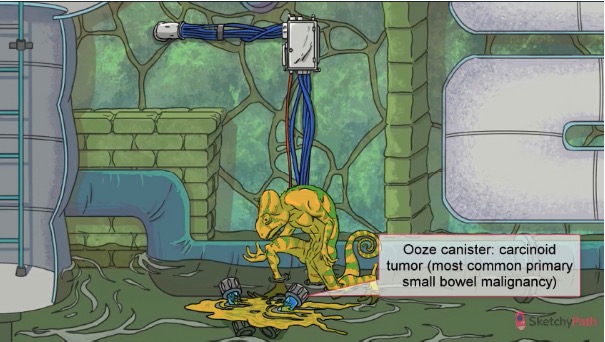 Ooze canister: carcinoid
tumor (most common primary
small bowel malignancy)
SketchyPath